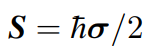 𝑺 = ℏ𝝈/2